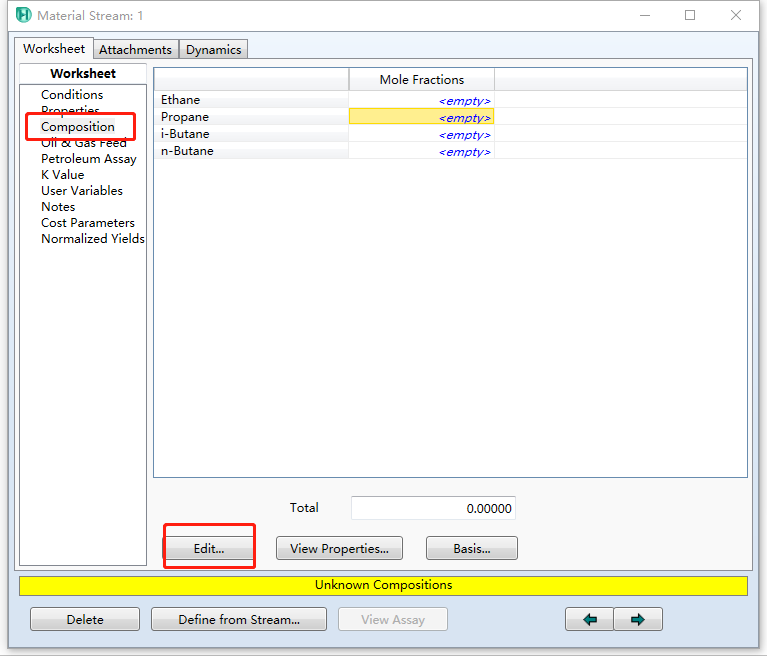 Material Stream: 1
Worksheet Attachments Dynamics
Worksheet
Conditions
Properties
Composition
Oil & Gas Feed
Petroleum Assay
K Value
User Variables
Notes
Cost Parameters
Normalized Yields
Mole Fractions
Ethane <empty>
Propane <empty>
i-Butane <empty>
n-Butane <empty>
Total 0.00000
Edit... View Properties... Basis...
Unknown Compositions
Delete Define from Stream... View Assay